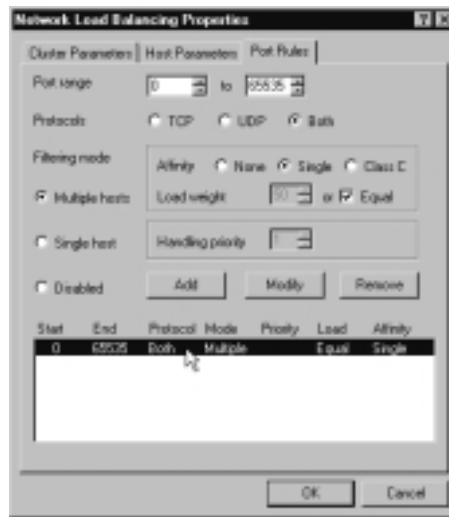 Network Load Balancing Properties
Cluster Parameters Host Parameters Port Rules
Port range 0 to 65535
Protocols TCP UDP Both
Filtering mode
Affinity None Single Class C
Multiple hosts Load weight 50 or Equal
Single host Handling priority 1
Disabled Add Modify Remove
Start End Protocol Mode Priority Load Affinity
0 65535 Both Multiple Equal Single
OK Cancel